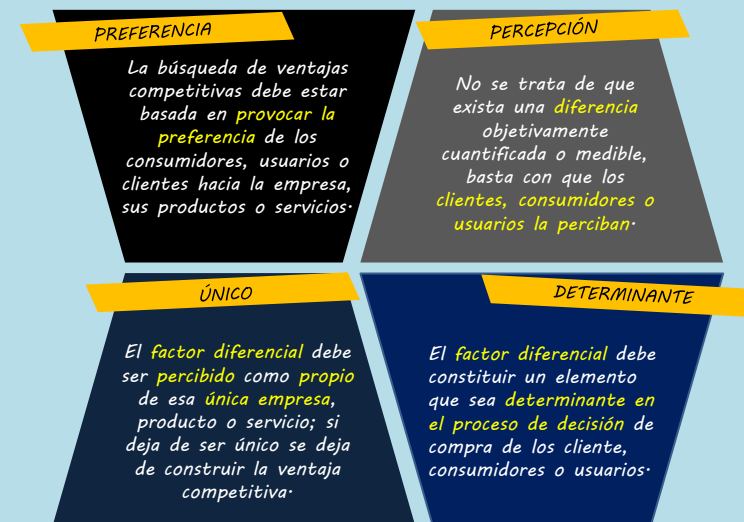 PREFERENCIA
La búsqueda de ventajas
competitivas debe estar
basada en provocar la
preferencia de los
consumidores, usuarios o
clientes hacia la empresa,
sus productos o servicios.
PERCEPCIÓN
No se trata de que
exista una diferencia
objetivamente
cuantificada o medible,
basta con que los
clientes, consumidores o
usuarios la perciban.
ÚNICO
El factor diferencial debe
ser percibido como propio
de esa única empresa,
producto o servicio; si
deja de ser único se deja
de construir la ventaja
competitiva.
DETERMINANTE
El factor diferencial debe
constituir un elemento
que sea determinante en
el proceso de decisión de
compra de los cliente,
consumidores o usuarios.